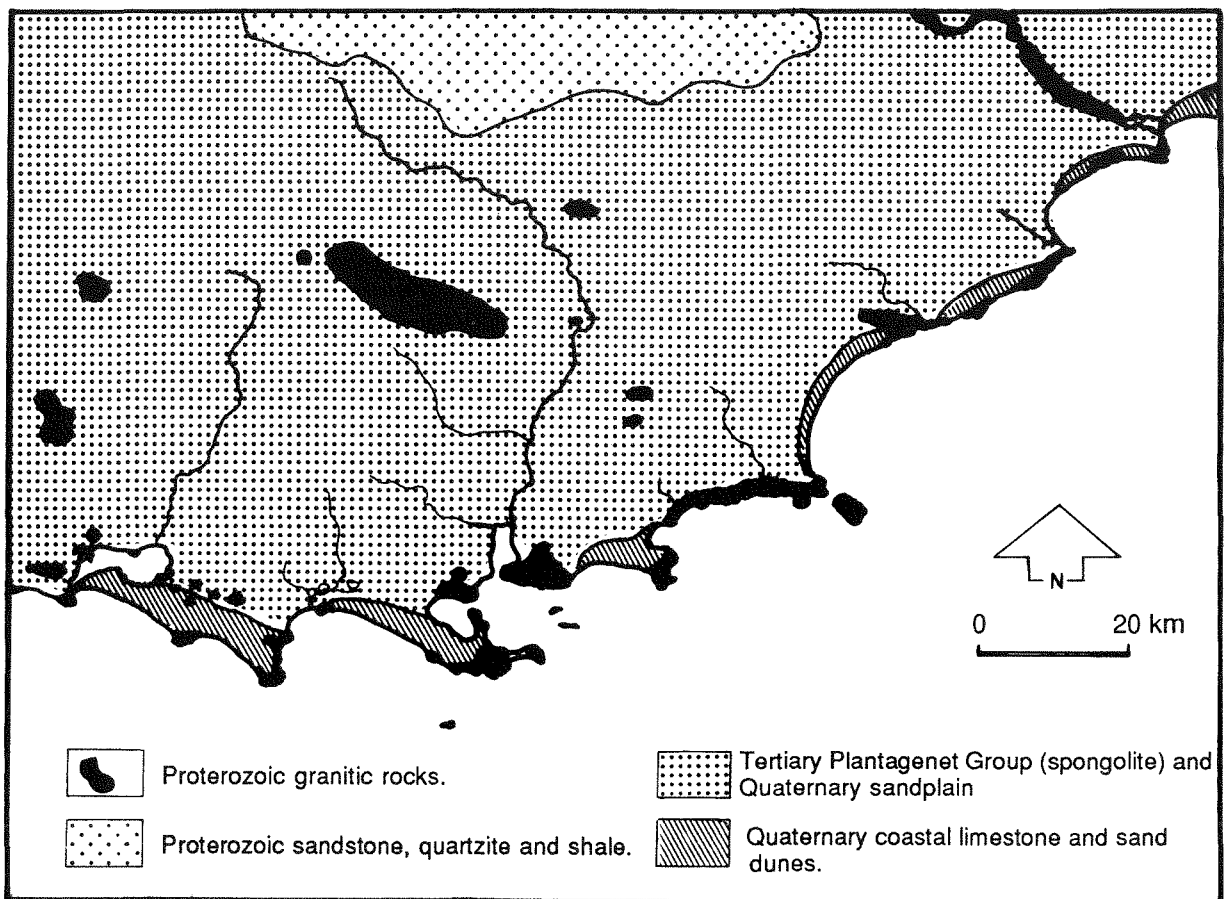 N
0 20 km
Proterozoic granitic rocks.
Proterozoic sandstone, quartzite and shale.
Tertiary Plantagenet Group (spongolite) and
Quaternary sandplain
Quaternary coastal limestone and sand
dunes.